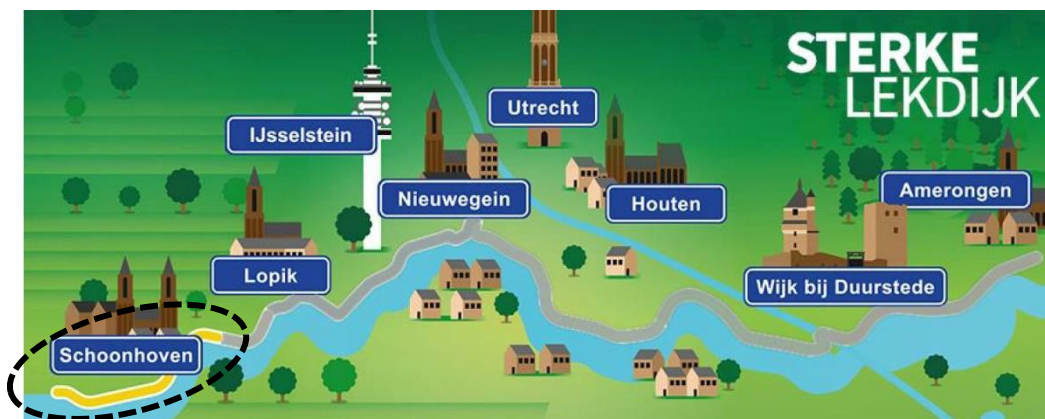 STERKE
LEKDIJK
Utrecht
IJsselstein
Nieuwegein
Houten
Amerongen
Lopik
Wijk bij Duurstede
Schoonhoven